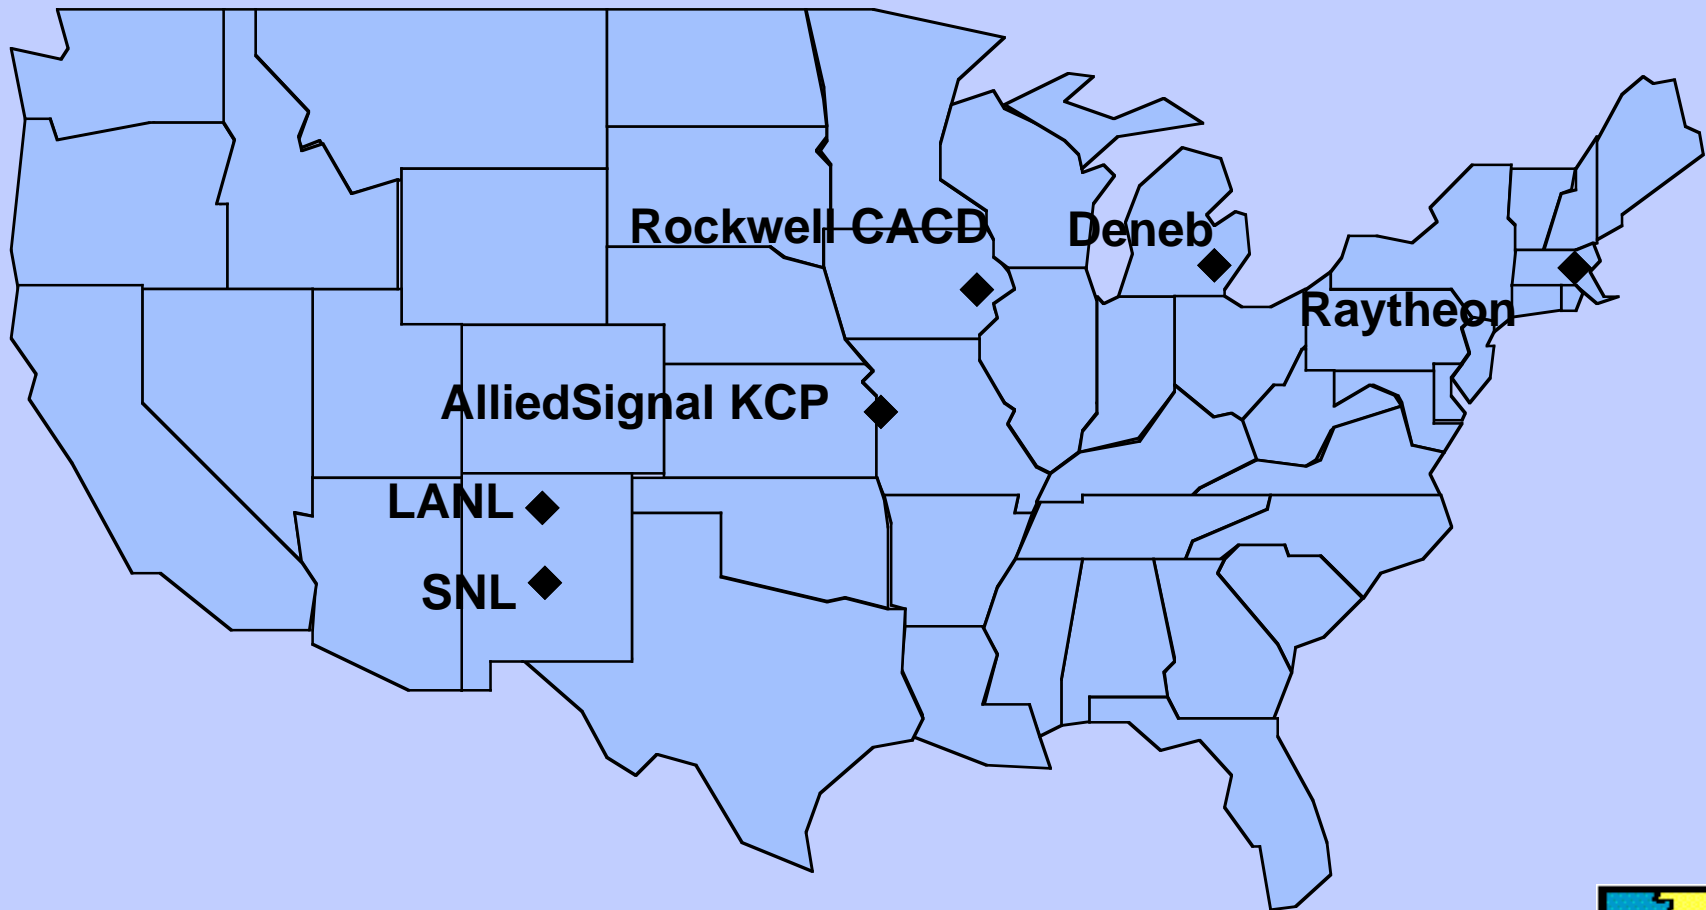 Rockwell CACD
Deneb
Raytheon
AlliedSignal KCP
LANL
SNL